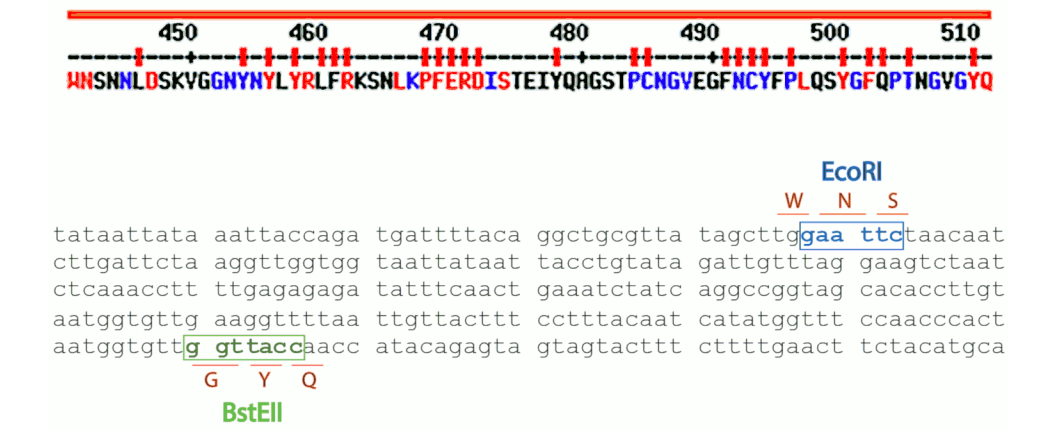 450 460 470 480 490 500 510
WNSNNLDSKVGGNYNYLYRLFRKSNLKPFERDISTEIYQAGSTPCNGVEGFNCYFPLQSYGFQPTNGVGYQ
EcoRI
W N S
tataattata aattaccaga tgattttaca ggctgcgtta tagcttggaa ttctaacaat
cttgattcta aggttggtgg taattataat tacctgtata gattgtttag gaagtctaat
ctcaaacctt ttgagagaga tatttcaact gaaatctatc aggccggtag cacaccttgt
aatggtgttg aaggttttaa ttgttacttt cctttacaat catatggttt ccaacccact
aatggtgttg gttaccaacc atacagagta gtagtacttt cttttgaact tctacatgca
G Y Q
BstEII